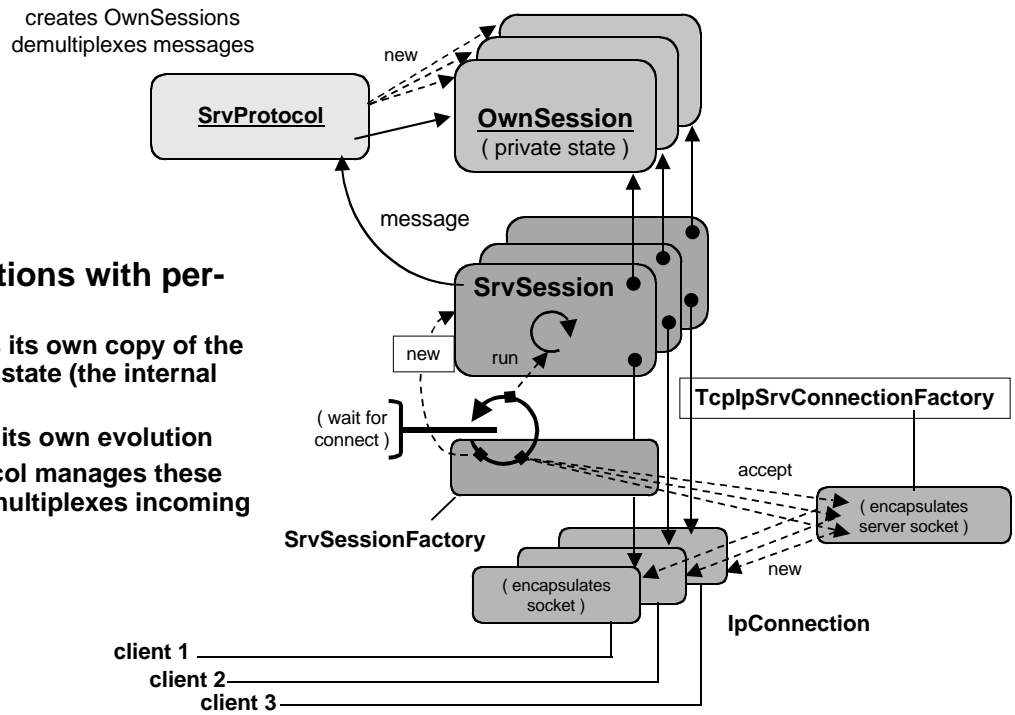 creates OwnSessions
demultiplexes messages
new
SrvProtocol
OwnSession
( private state )
message
tions with per-
SrvSession
its own copy of the
state (the internal
new
run
TcpIpSrvConnectionFactory
( wait for
connect )
its own evolution
col manages these
multiplexes incoming
accept
( encapsulates
server socket )
SrvSessionFactory
new
( encapsulates
socket )
IpConnection
client 1
client 2
client 3